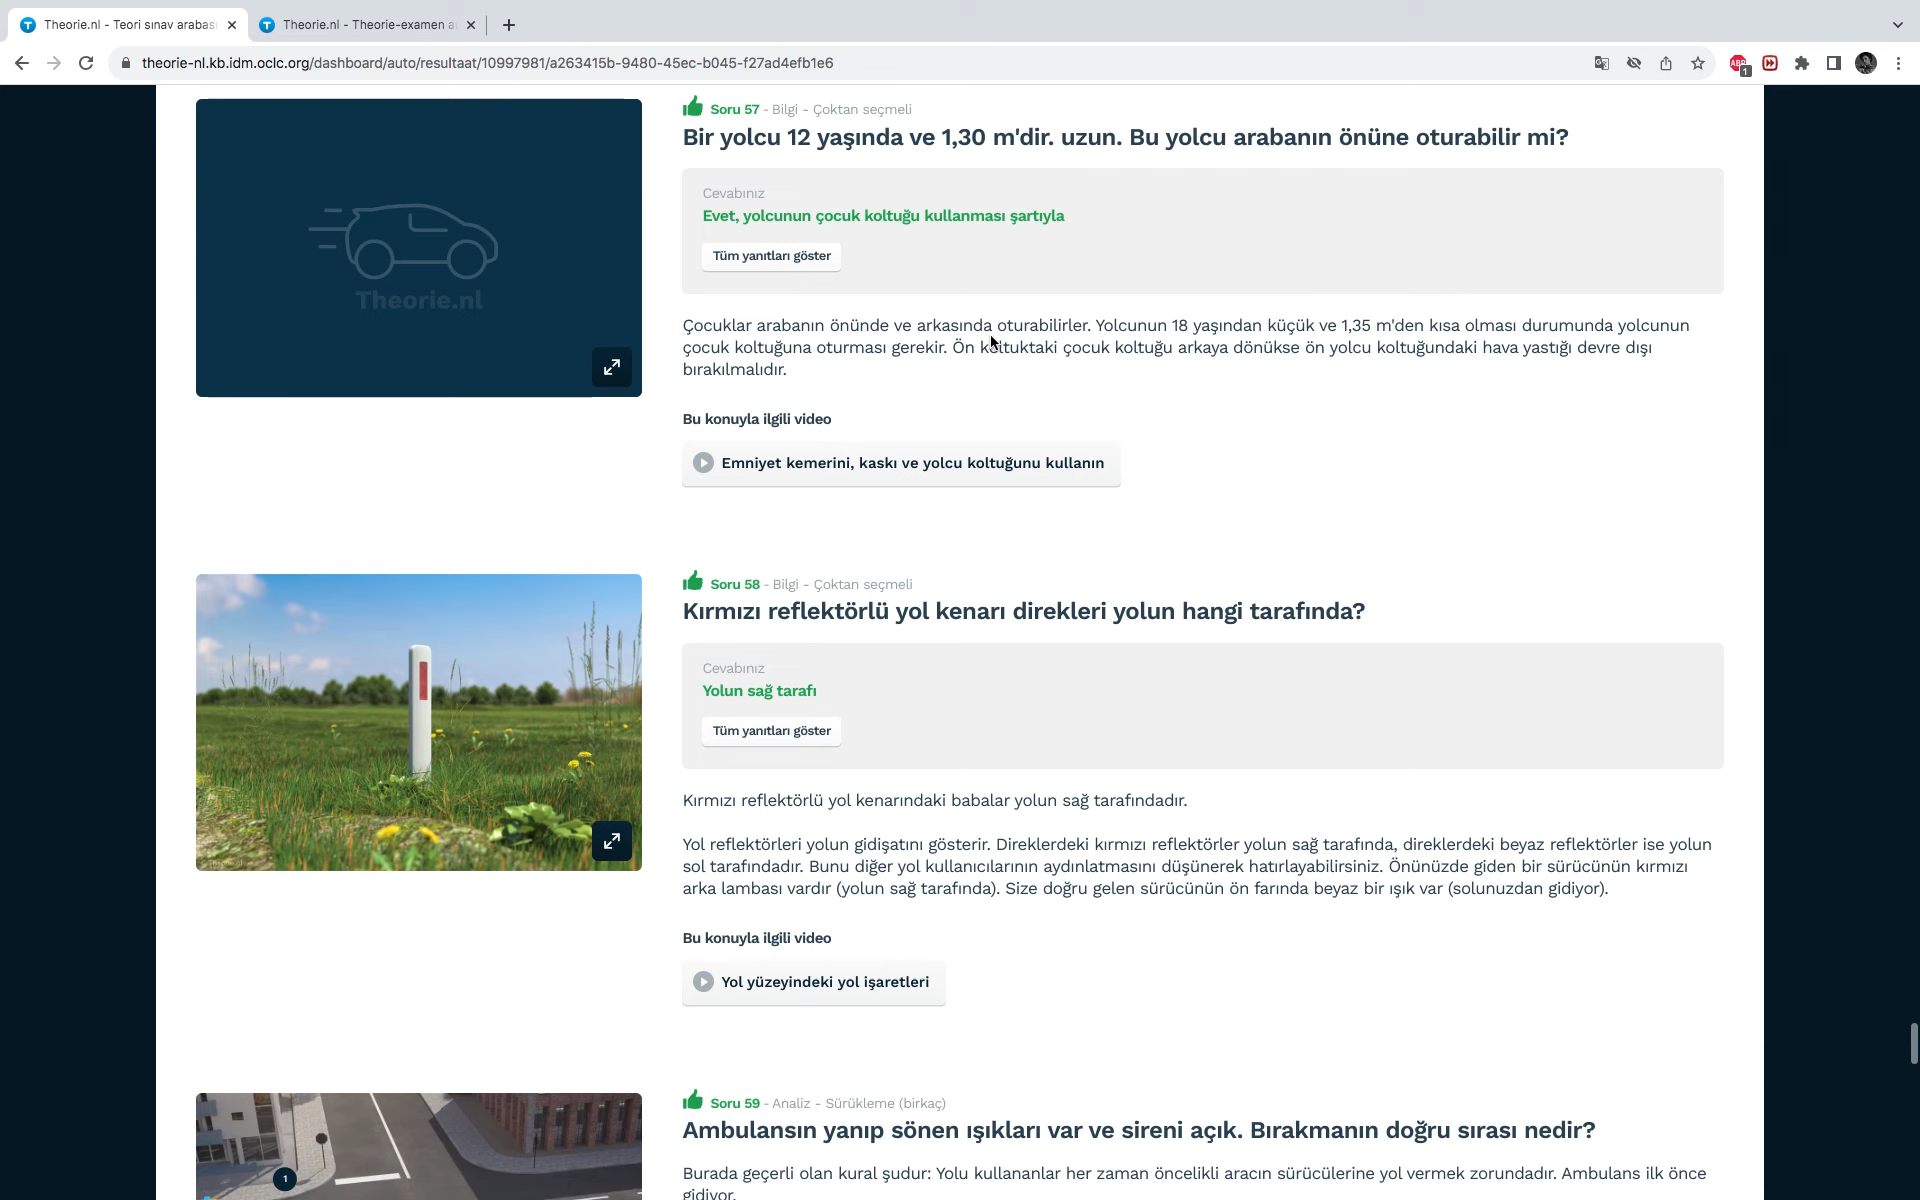 Theorie.nl - Teori sınav arabas
Theorie.nl - Theorie-examen a
theorie-nl.kb.idm.oclc.org/dashboard/auto/resultaat/10997981/a263415b-9480-45ec-b045-f27ad4efb1e6
ABP
1
Theorie.nl
Soru 57 - Bilgi - Çoktan seçmeli
Bir yolcu 12 yaşında ve 1,30 m'dir. uzun. Bu yolcu arabanın önüne oturabilir mi?
Cevabınız
Evet, yolcunun çocuk koltuğu kullanması şartıyla
Tüm yanıtları göster
Çocuklar arabanın önünde ve arkasında oturabilirler. Yolcunun 18 yaşından küçük ve 1,35 m'den kısa olması durumunda yolcunun
çocuk koltuğuna oturması gerekir. Ön koltuktaki çocuk koltuğu arkaya dönükse ön yolcu koltuğundaki hava yastığı devre dışı
bırakılmalıdır.
Bu konuyla ilgili video
Emniyet kemerini, kaskı ve yolcu koltuğunu kullanın
Soru 58 - Bilgi - Çoktan seçmeli
Kırmızı reflektörlü yol kenarı direkleri yolun hangi tarafında?
Cevabınız
Yolun sağ tarafı
Tüm yanıtları göster
Kırmızı reflektörlü yol kenarındaki babalar yolun sağ tarafındadır.
Yol reflektörleri yolun gidişatını gösterir. Direklerdeki kırmızı reflektörler yolun sağ tarafında, direklerdeki beyaz reflektörler ise yolun
sol tarafındadır. Bunu diğer yol kullanıcılarının aydınlatmasını düşünerek hatırlayabilirsiniz. Önünüzde giden bir sürücünün kırmızı
arka lambası vardır (yolun sağ tarafında). Size doğru gelen sürücünün ön farında beyaz bir ışık var (solunuzdan gidiyor).
Bu konuyla ilgili video
Yol yüzeyindeki yol işaretleri
Soru 59 - Analiz - Sürükleme (birkaç)
Ambulansın yanıp sönen ışıkları var ve sireni açık. Bırakmanın doğru sırası nedir?
1
Burada geçerli olan kural şudur: Yolu kullananlar her zaman öncelikli aracın sürücülerine yol vermek zorundadır. Ambulans ilk önce
gidiyor.